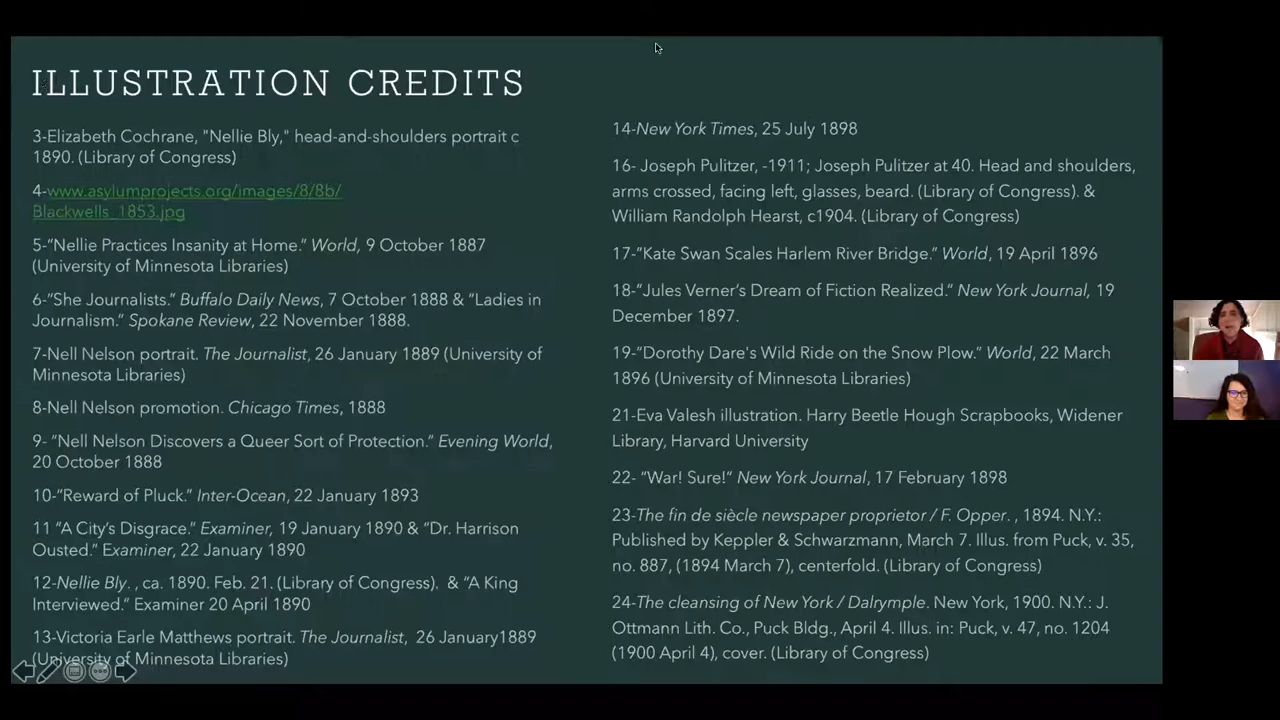 ILLUSTRATION CREDITS
3-Elizabeth Cochrane, "Nellie Bly," head-and-shoulders portrait c
1890. (Library of Congress)
4-www.asylumprojects.org/images/8/8b/
Blackwells_1853.jpg
5-“Nellie Practices Insanity at Home.” World, 9 October 1887
(University of Minnesota Libraries)
6-“She Journalists.” Buffalo Daily News, 7 October 1888 & “Ladies in
Journalism.” Spokane Review, 22 November 1888.
7-Nell Nelson portrait. The Journalist, 26 January 1889 (University of
Minnesota Libraries)
8-Nell Nelson promotion. Chicago Times, 1888
9- “Nell Nelson Discovers a Queer Sort of Protection.” Evening World,
20 October 1888
10-“Reward of Pluck.” Inter-Ocean, 22 January 1893
11 “A City’s Disgrace.” Examiner, 19 January 1890 & “Dr. Harrison
Ousted.” Examiner, 22 January 1890
12-Nellie Bly. , ca. 1890. Feb. 21. (Library of Congress). & “A King
Interviewed.” Examiner 20 April 1890
13-Victoria Earle Matthews portrait. The Journalist, 26 January1889
(University of Minnesota Libraries)
14-New York Times, 25 July 1898
16- Joseph Pulitzer, -1911; Joseph Pulitzer at 40. Head and shoulders,
arms crossed, facing left, glasses, beard. (Library of Congress). &
William Randolph Hearst, c1904. (Library of Congress)
17-“Kate Swan Scales Harlem River Bridge.” World, 19 April 1896
18-“Jules Verner’s Dream of Fiction Realized.” New York Journal, 19
December 1897.
19-“Dorothy Dare's Wild Ride on the Snow Plow.” World, 22 March
1896 (University of Minnesota Libraries)
21-Eva Valesh illustration. Harry Beetle Hough Scrapbooks, Widener
Library, Harvard University
22- “War! Sure!” New York Journal, 17 February 1898
23-The fin de siècle newspaper proprietor / F. Opper. , 1894. N.Y.:
Published by Keppler & Schwarzmann, March 7. Illus. from Puck, v. 35,
no. 887, (1894 March 7), centerfold. (Library of Congress)
24-The cleansing of New York / Dalrymple. New York, 1900. N.Y.: J.
Ottmann Lith. Co., Puck Bldg., April 4. Illus. in: Puck, v. 47, no. 1204
(1900 April 4), cover. (Library of Congress)